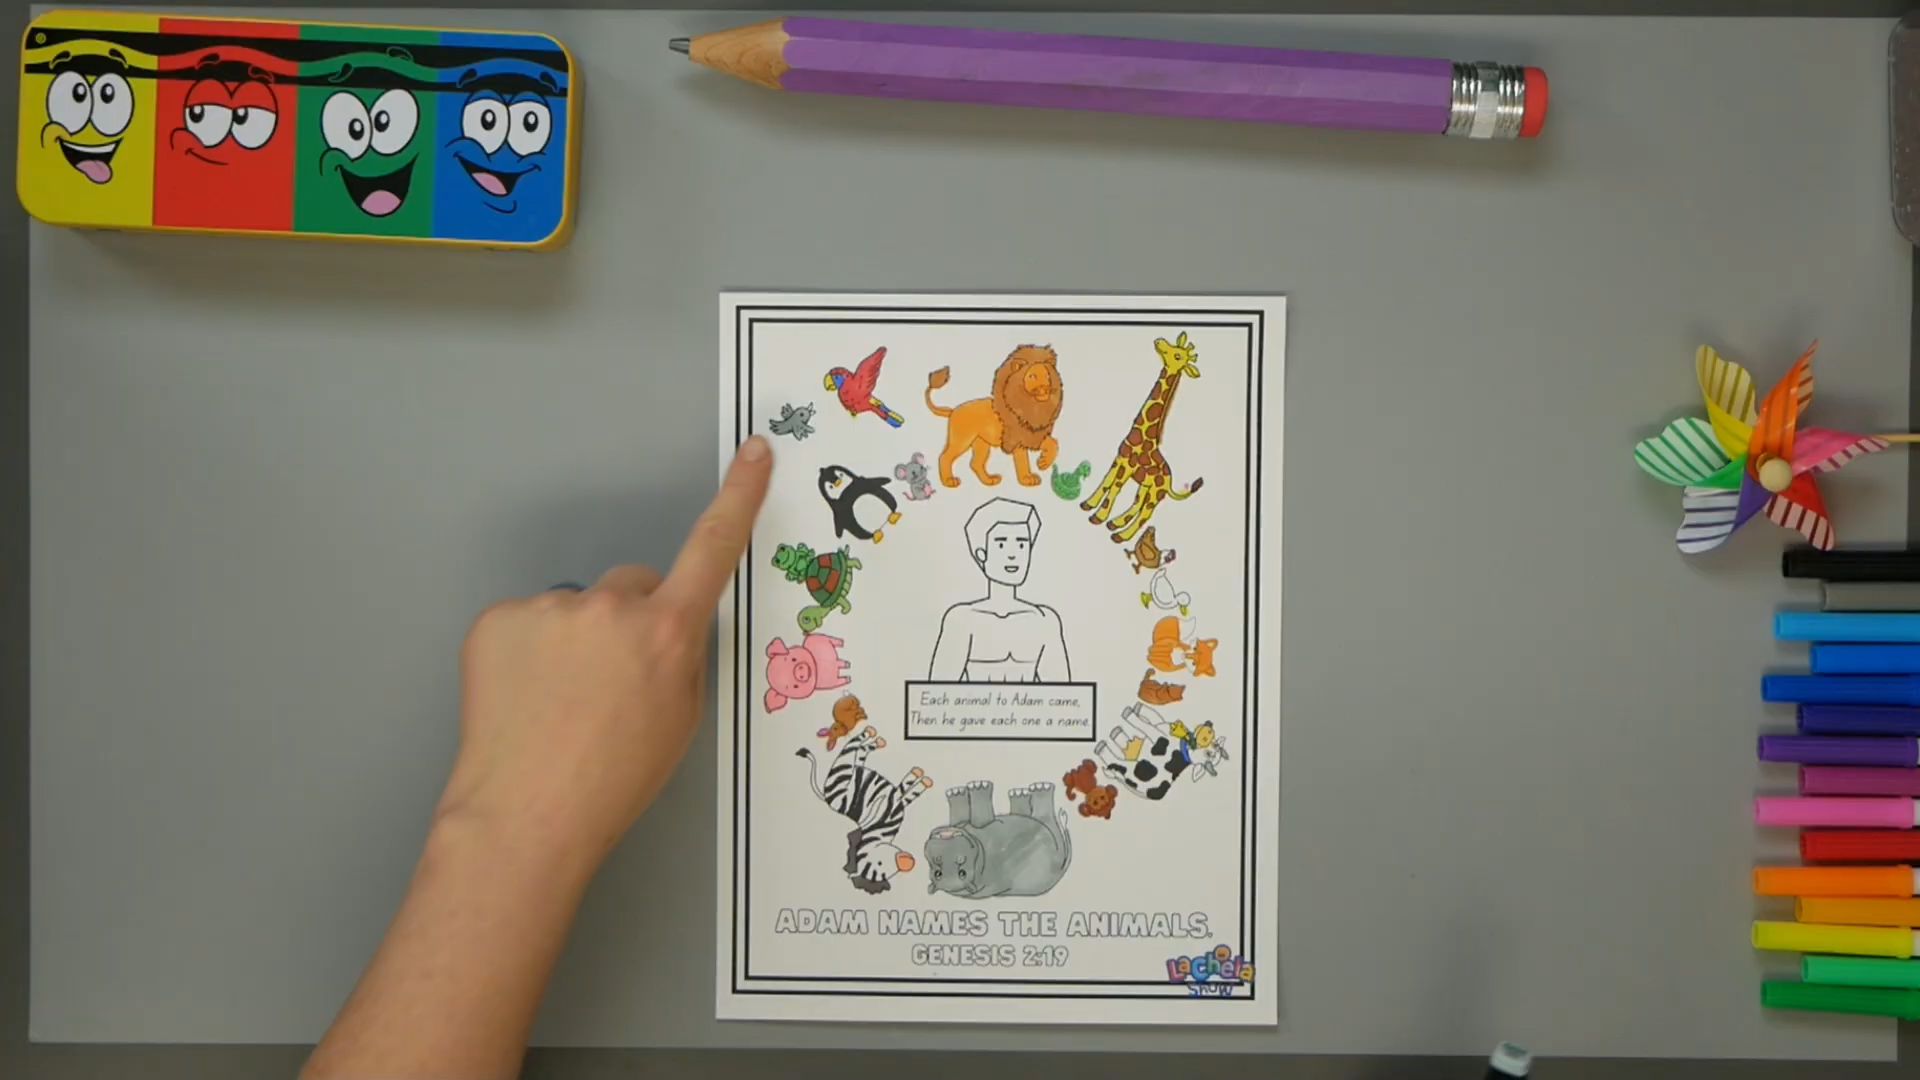 Each animal to Adam came,
Then he gave each one a name.
ADAM NAMES THE ANIMALS.
GENESIS 2:19
Lachela
Show